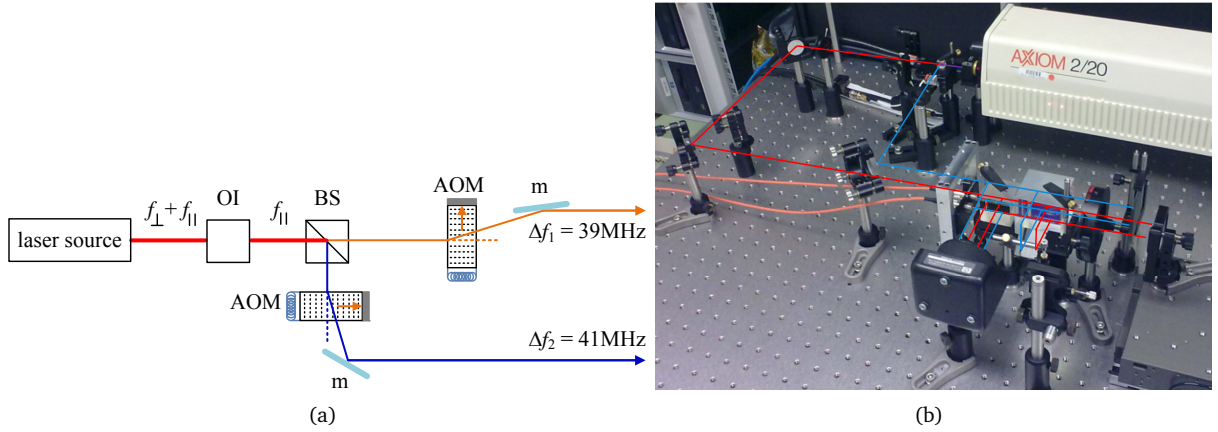 AOM
m
OI
BS
f⊥ + f||
f||
laser source
Δf1 = 39MHz
AOM
Δf2 = 41MHz
m
(a)
AXIOM 2/20
(b)